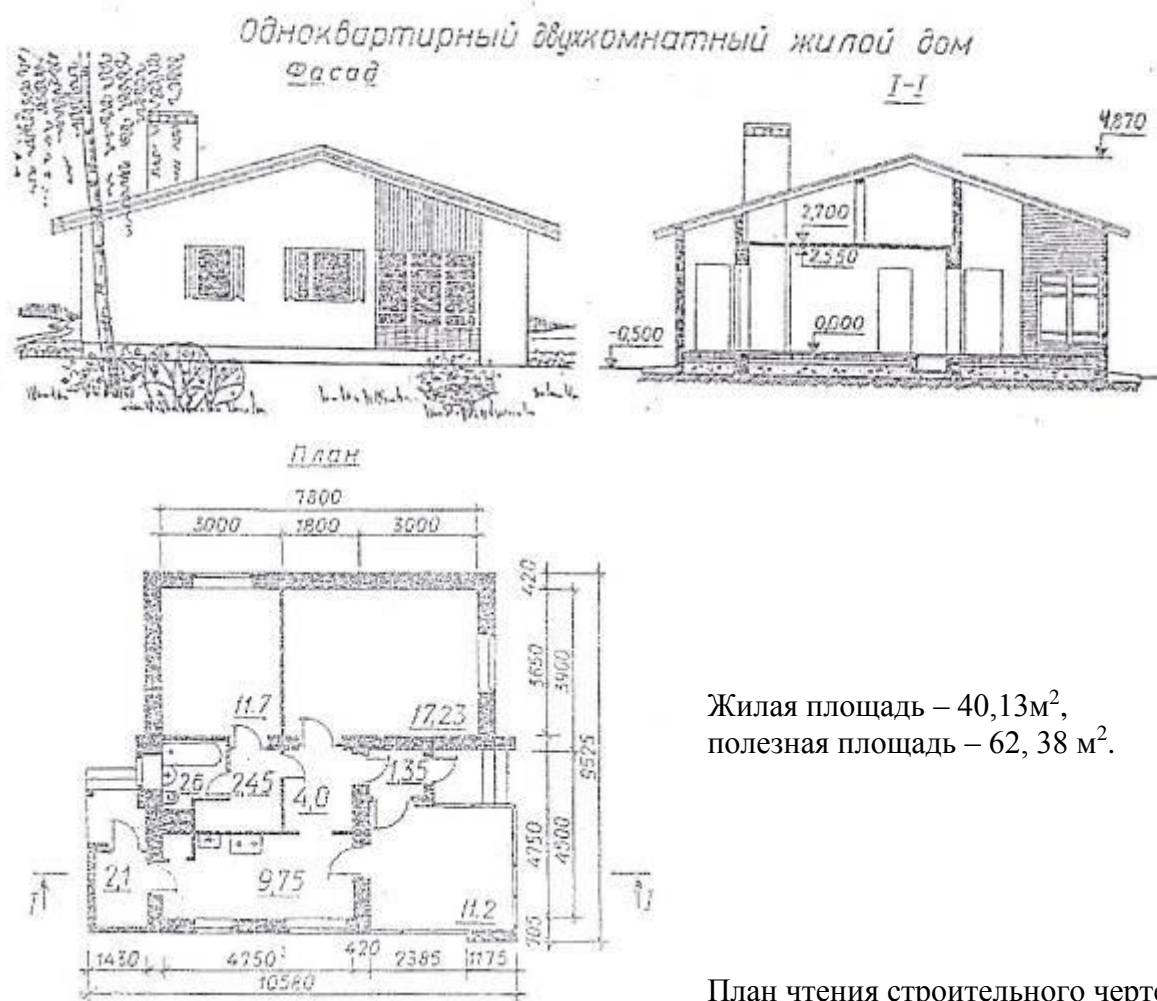 Одноквартирный двухкомнатный жилой дом
Фасад
I-I
4,870
2,700
2,550
0,000
-0,500
План
7800
3000 1800 3000
420
3650
3400
9525
4750
4500
700
11.7
17,23
2,6
2,45
4,0
1,35
2,1
9,75
11.2
I
I
1430 4750 420 2385 1175
10580
Жилая площадь – 40,13м²,
полезная площадь – 62, 38 м².
План чтения строительного черте